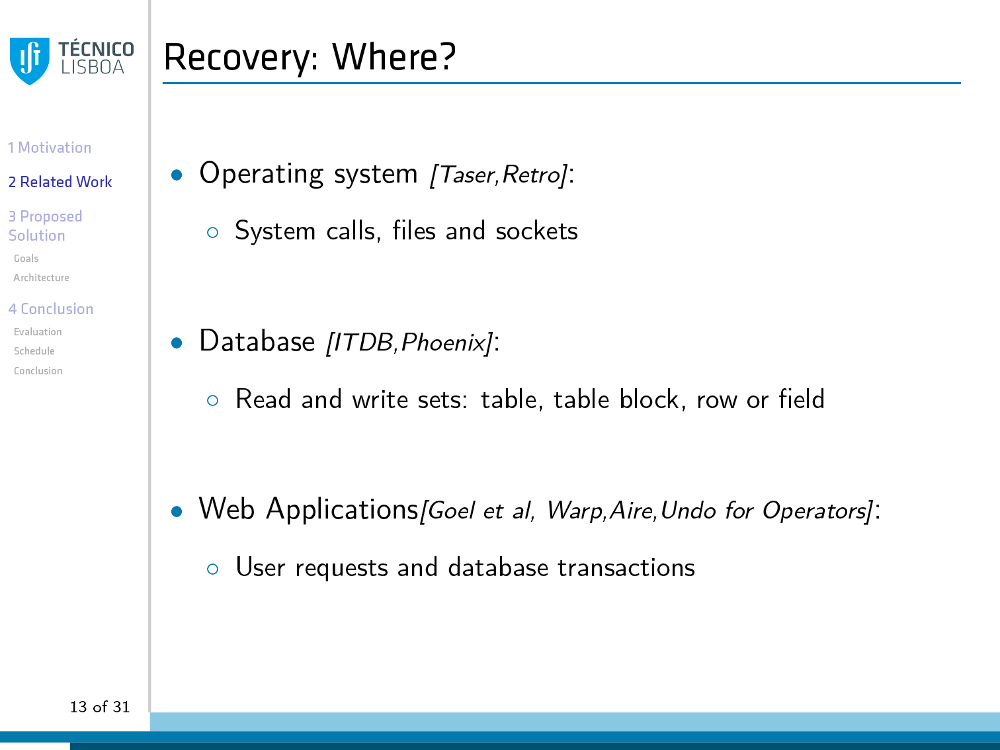 TÉCNICO
LISBOA
1 Motivation
2 Related Work
3 Proposed
Solution
Goals
Architecture
4 Conclusion
Evaluation
Schedule
Conclusion
13 of 31
Recovery: Where?
• Operating system [Taser,Retro]:
◦ System calls, files and sockets
• Database [ITDB,Phoenix]:
◦ Read and write sets: table, table block, row or field
• Web Applications[Goel et al, Warp,Aire,Undo for Operators]:
◦ User requests and database transactions